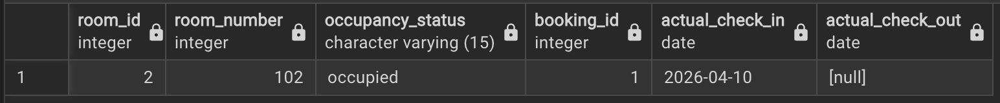 room_id room_number occupancy_status booking_id actual_check_in actual_check_out
integer integer character varying (15) integer date date
1 2 102 occupied 1 2026-04-10 [null]